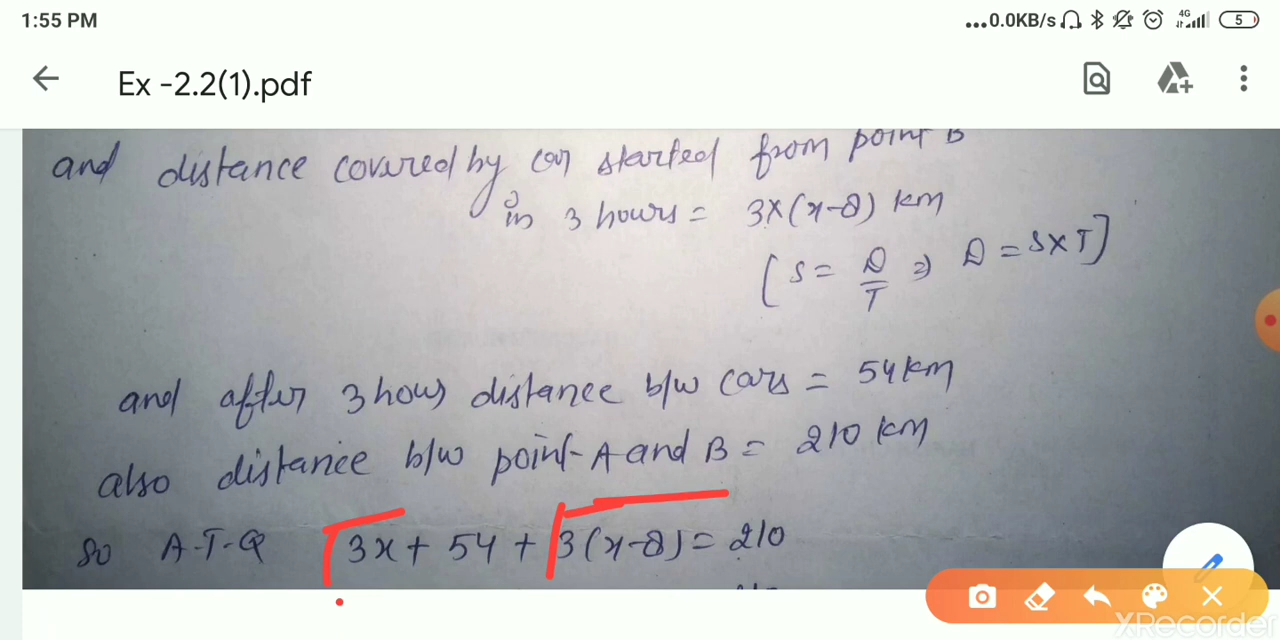 1:55 PM
...0.0KB/s 4G 5
Ex -2.2(1).pdf
and distance covered by car started from point B
in 3 hours = 3×(x-8) km
[S = D/T ⇒ D = S×T]
and after 3 hour distance b/w cars = 54 km
also distance b/w point A and B = 210 km
So A-T-Q 3x + 54 + 3(x-8) = 210
XRecorder